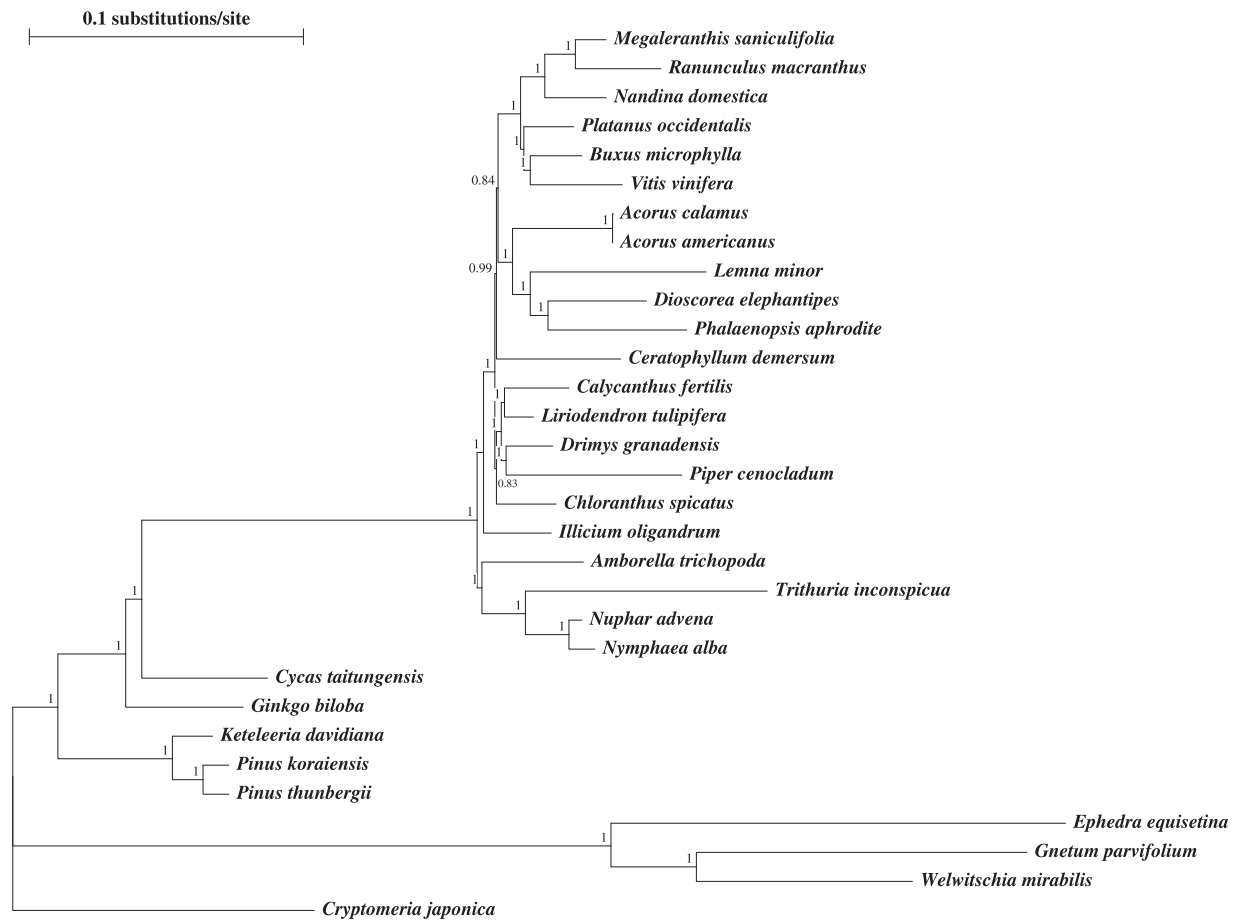 0.1 substitutions/site
1
Megaleranthis saniculifolia
Ranunculus macranthus
1
Nandina domestica
1
Platanus occidentalis
1
Buxus microphylla
1
Vitis vinifera
0.84
Acorus calamus
1
Acorus americanus
1
Lemna minor
0.99
1
Dioscorea elephantipes
1
Phalaenopsis aphrodite
Ceratophyllum demersum
1
Calycanthus fertilis
1
Liriodendron tulipifera
1
Drimys granadensis
1
Piper cenocladum
0.83
Chloranthus spicatus
1
Illicium oligandrum
1
Amborella trichopoda
1
Trithuria inconspicua
1
Nuphar advena
1
Nymphaea alba
1
Cycas taitungensis
1
Ginkgo biloba
1
Keteleeria davidiana
1
Pinus koraiensis
1
Pinus thunbergii
Ephedra equisetina
1
Gnetum parvifolium
1
Welwitschia mirabilis
Cryptomeria japonica